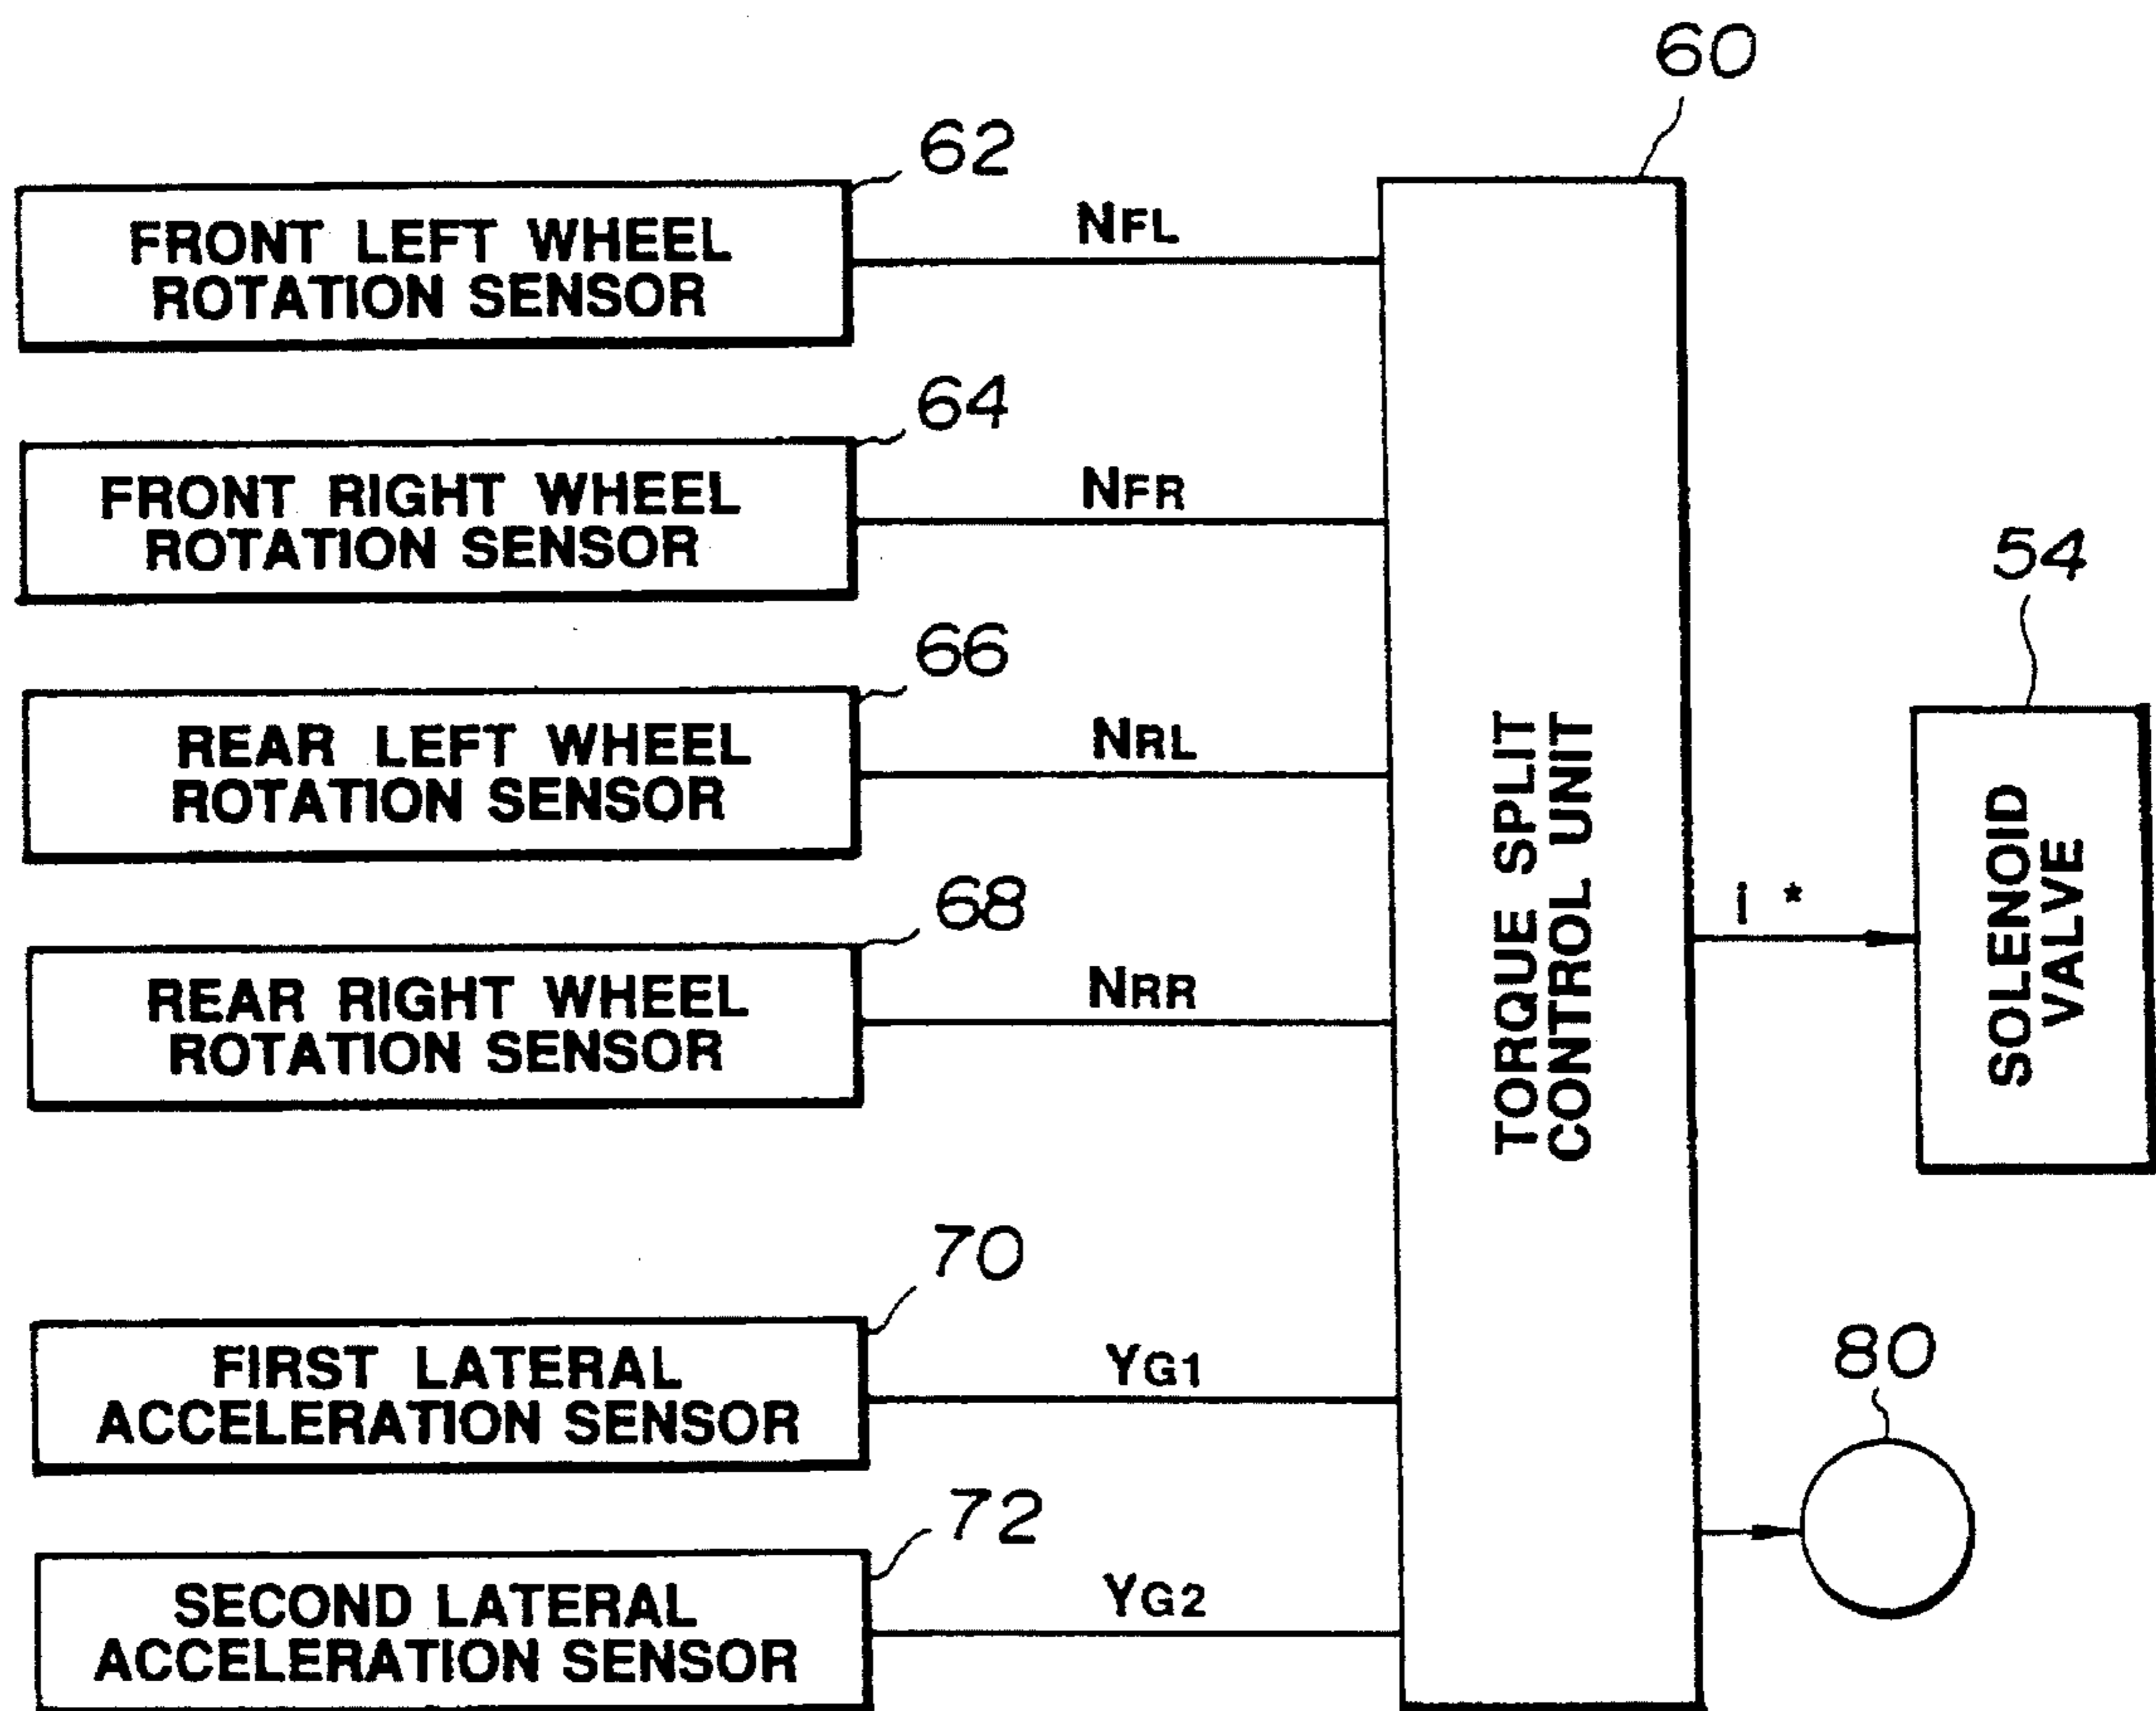 60
62
FRONT LEFT WHEEL
ROTATION SENSOR
NFL
64
FRONT RIGHT WHEEL
ROTATION SENSOR
NFR
66
REAR LEFT WHEEL
ROTATION SENSOR
NRL
68
REAR RIGHT WHEEL
ROTATION SENSOR
NRR
70
FIRST LATERAL
ACCELERATION SENSOR
YG1
72
SECOND LATERAL
ACCELERATION SENSOR
YG2
TORQUE SPLIT
CONTROL UNIT
I *
54
SOLENOID
VALVE
80